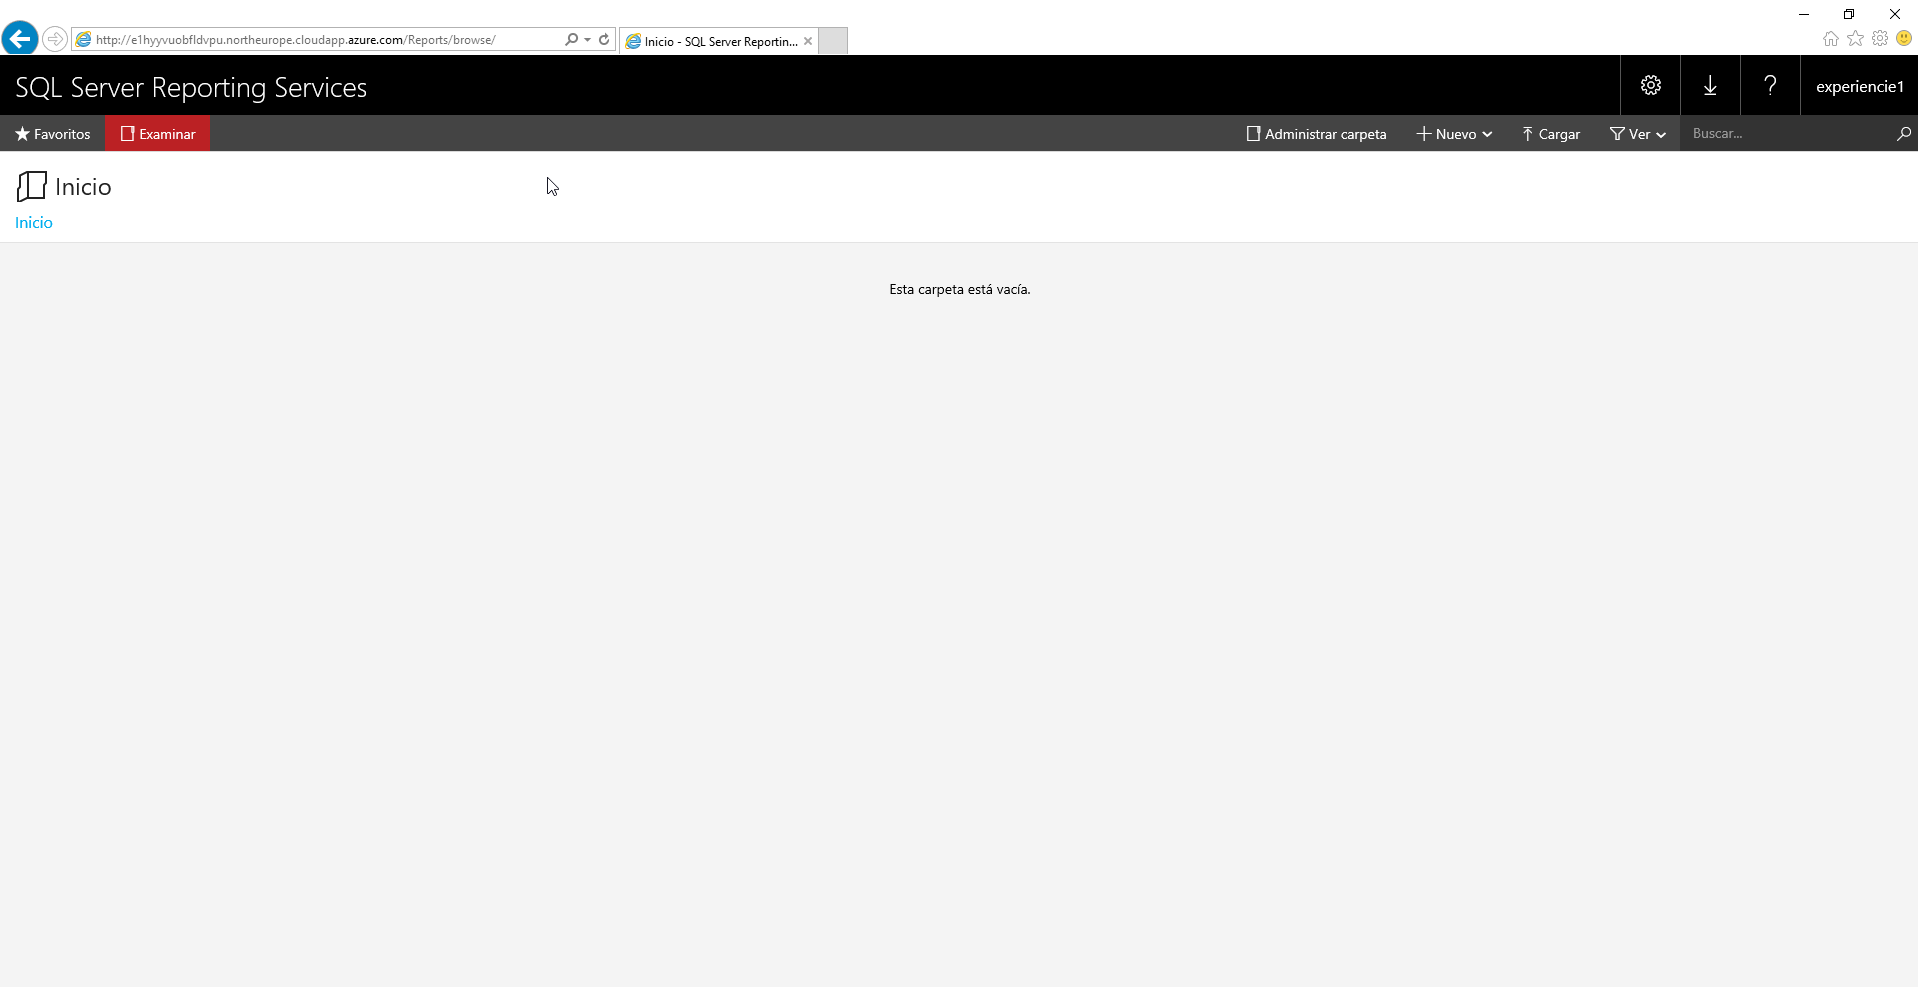 http://e1hyyvuobfldvpu.northeurope.cloudapp.azure.com/Reports/browse/
Inicio - SQL Server Reportin...
SQL Server Reporting Services
?
experiencie1
Favoritos
Examinar
Administrar carpeta
Nuevo
Cargar
Ver
Buscar...
Inicio
Inicio
Esta carpeta está vacía.